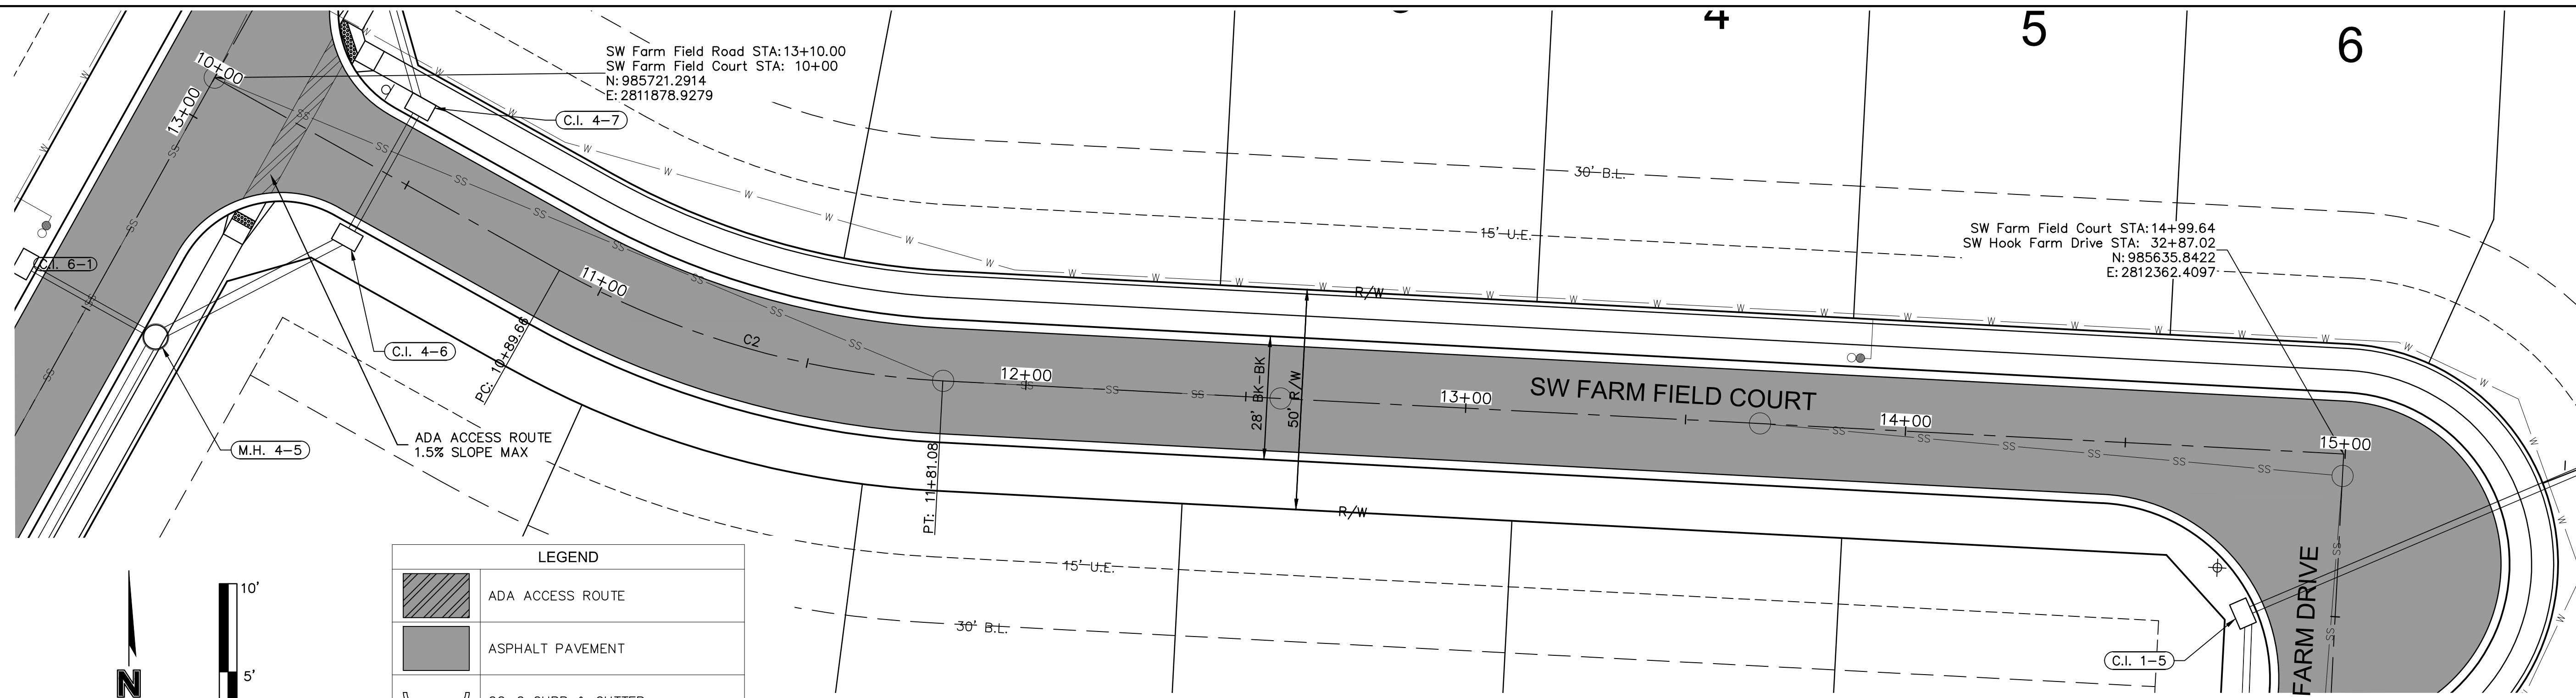 4
5
6
SW Farm Field Road STA:13+10.00
SW Farm Field Court STA: 10+00
N:985721.2914
E:2811878.9279
10+00
13+00
C.I. 4-7
30' B.L.
15' U.E.
SW Farm Field Court STA:14+99.64
SW Hook Farm Drive STA: 32+87.02
N:985635.8422
E:2812362.4097
C.I. 6-1
11+00
R/W
PC: 10+89.66
C2
C.I. 4-6
12+00
28' BK-BK
50' R/W
13+00
SW FARM FIELD COURT
14+00
15+00
M.H. 4-5
ADA ACCESS ROUTE
1.5% SLOPE MAX
PT: 11+81.08
R/W
15' U.E.
30' B.L.
LEGEND
ADA ACCESS ROUTE
ASPHALT PAVEMENT
10'
5'
N
C.I. 1-5
FARM DRIVE
W
SS